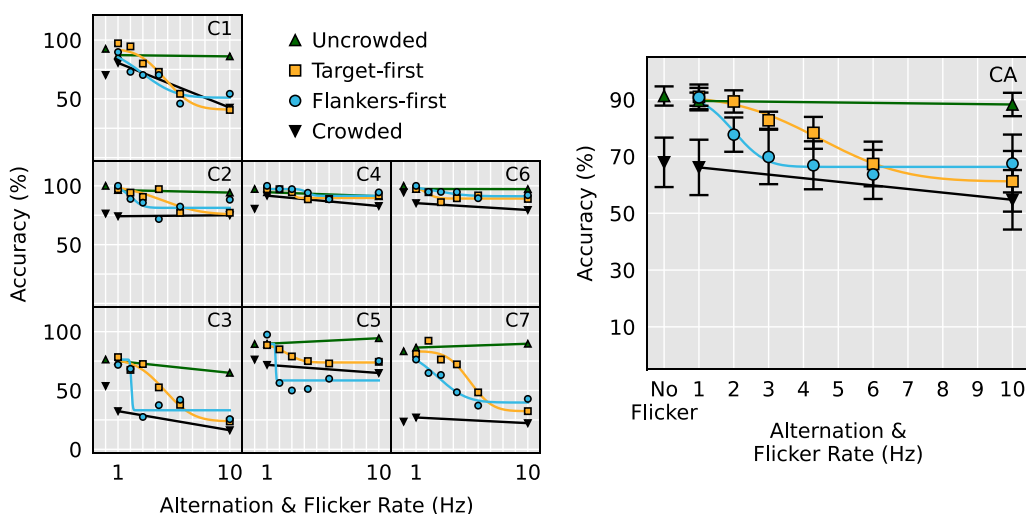 C1
100
50
Uncrowded
Target-first
Flankers-first
Crowded
C2
C4
C6
100
50
C3
C5
C7
100
50
0
1 10
1 10
1 10
Accuracy (%)
Alternation & Flicker Rate (Hz)
CA
90
70
50
30
10
Accuracy (%)
No 1 2 3 4 5 6 7 8 9 10
Flicker
Alternation &
Flicker Rate (Hz)